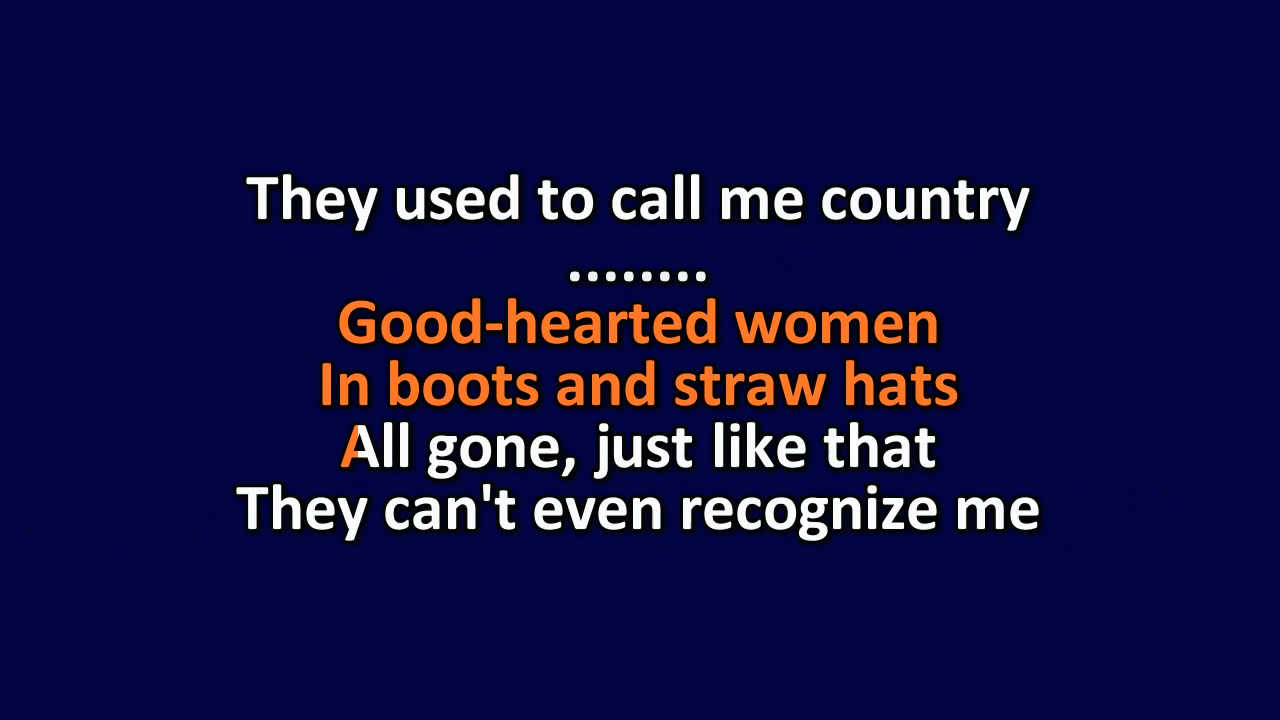 They used to call me country
........
Good-hearted women
In boots and straw hats
All gone, just like that
They can't even recognize me